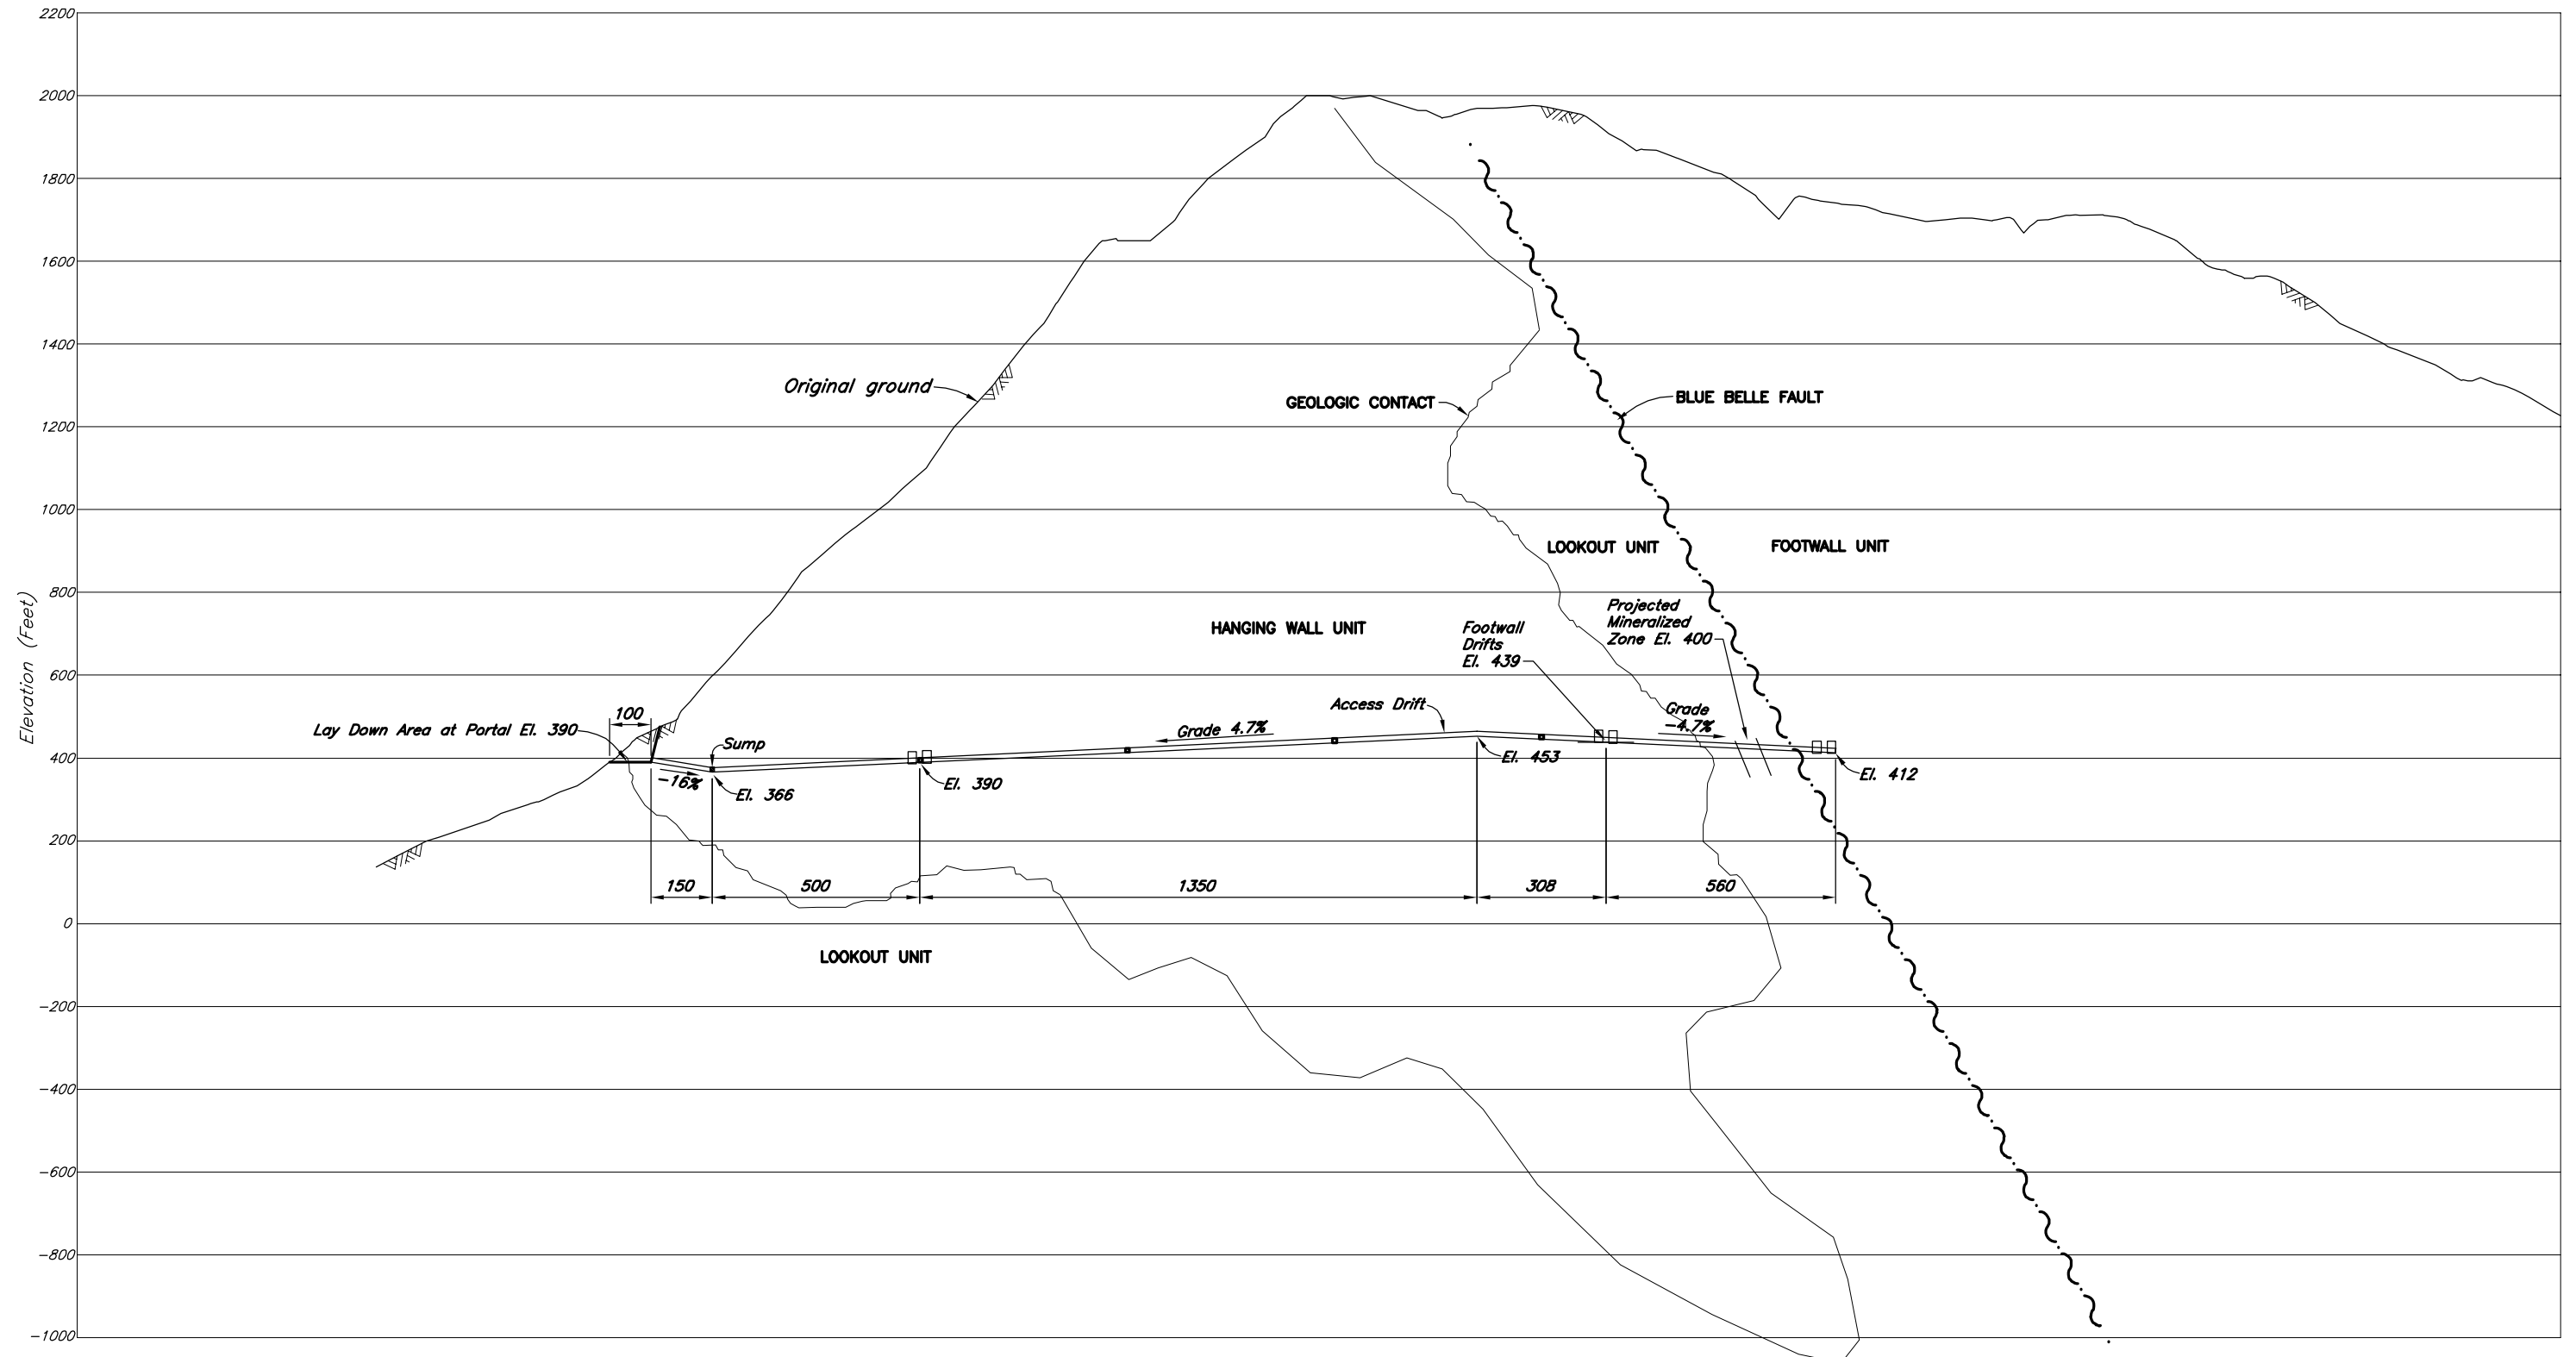 2200
2000
1800
1600
1400
1200
1000
800
600
400
200
0
-200
-400
-600
-800
-1000
Elevation (Feet)
Original ground
GEOLOGIC CONTACT
BLUE BELLE FAULT
LOOKOUT UNIT
FOOTWALL UNIT
HANGING WALL UNIT
Footwall
Drifts
El. 439
Projected
Mineralized
Zone El. 400
Lay Down Area at Portal El. 390
100
Sump
-16%
El. 366
El. 390
Grade 4.7%
Access Drift
El. 453
Grade
-4.7%
El. 412
150
500
1350
308
560
LOOKOUT UNIT